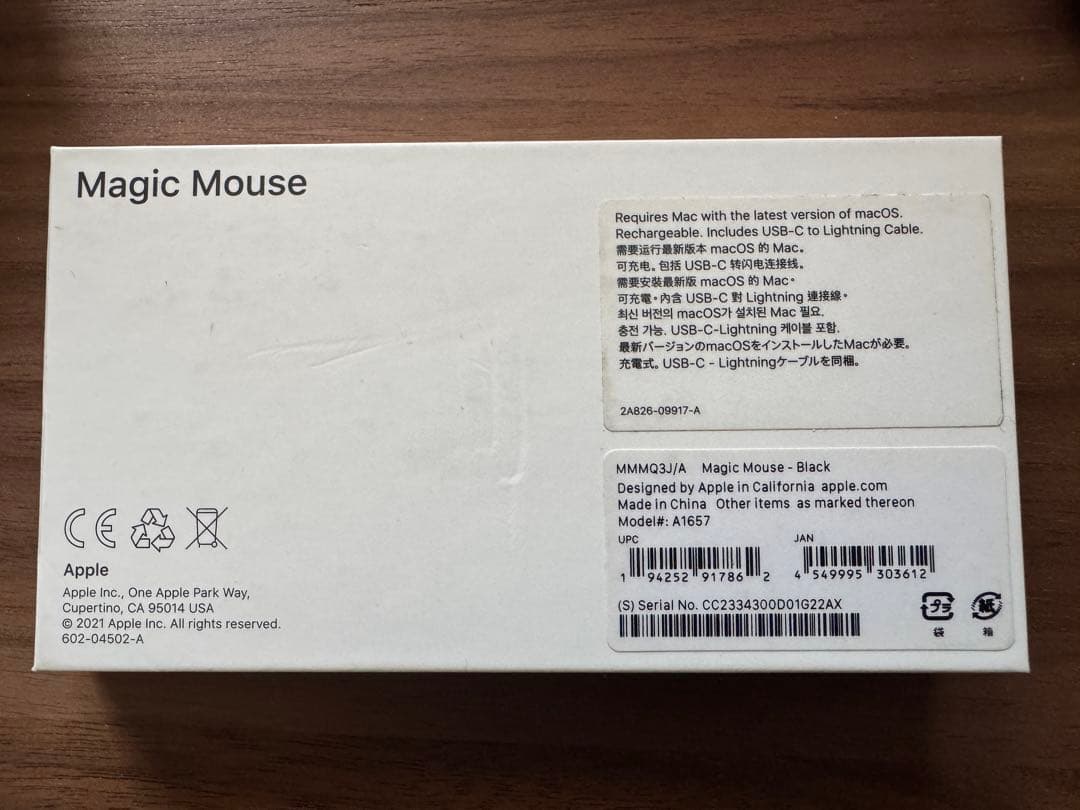 Magic Mouse
Requires Mac with the latest version of macOS.
Rechargeable. Includes USB-C to Lightning Cable.
需要运行最新版本 macOS 的 Mac。
可充电。包括 USB-C 转闪电连接线。
需要安裝最新版 macOS 的 Mac。
可充電。內含 USB-C 對 Lightning 連接線。
최신 버전의 macOS가 설치된 Mac 필요.
충전 가능. USB-C-Lightning 케이블 포함.
最新バージョンのmacOSをインストールしたMacが必要。
充電式。USB-C - Lightningケーブルを同梱。
2A826-09917-A
MMMQ3J/A Magic Mouse - Black
Designed by Apple in California apple.com
Made in China Other items as marked thereon
Model#: A1657
UPC
1 94252 91786 2
JAN
4 549995 303612
(S) Serial No. CC2334300D01G22AX
プラ
袋
紙
箱
CE
Apple
Apple Inc., One Apple Park Way,
Cupertino, CA 95014 USA
© 2021 Apple Inc. All rights reserved.
602-04502-A